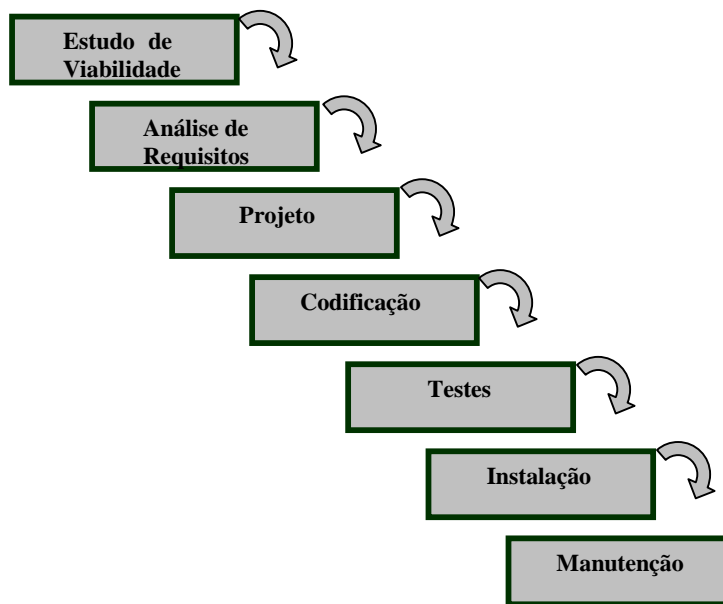 Estudo de
Viabilidade
Análise de
Requisitos
Projeto
Codificação
Testes
Instalação
Manutenção